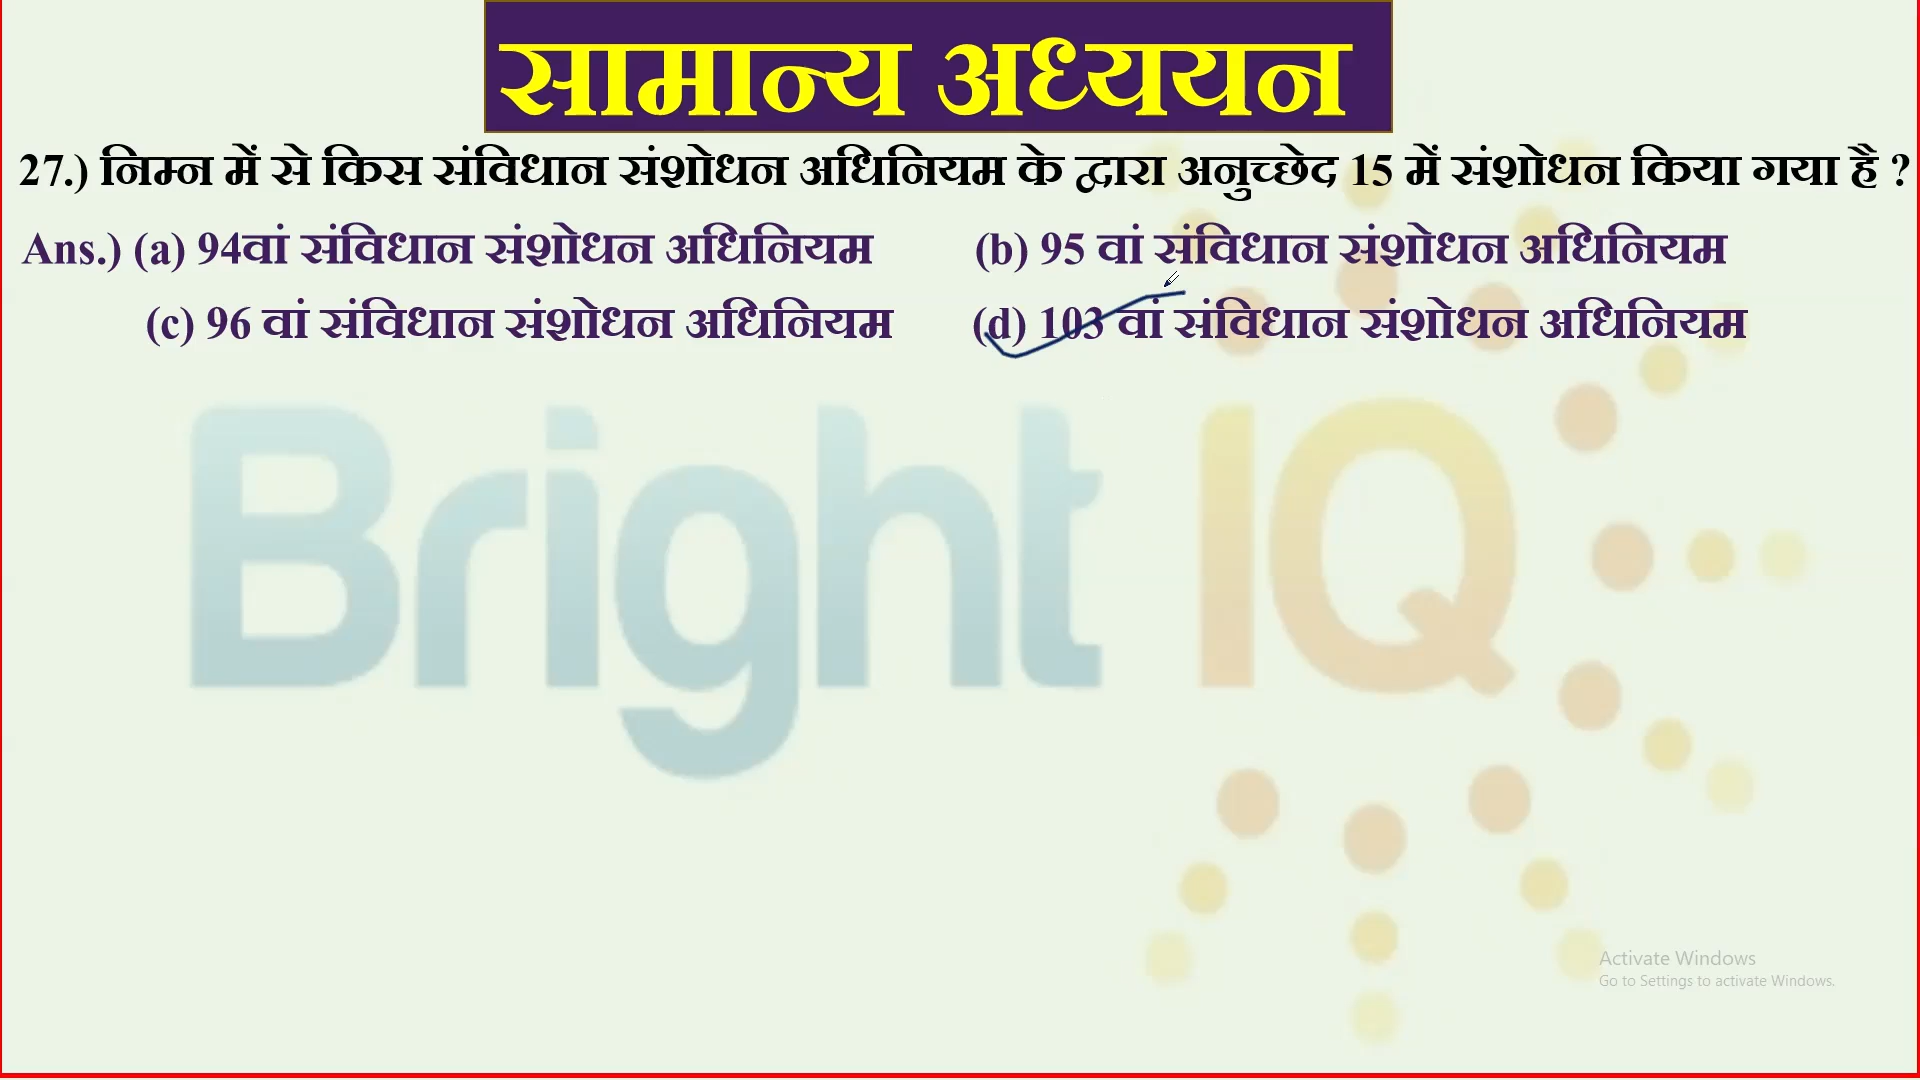 सामान्य अध्ययन
27.) निम्न में से किस संविधान संशोधन अधिनियम के द्वारा अनुच्छेद 15 में संशोधन किया गया है ?
Ans.) (a) 94वां संविधान संशोधन अधिनियम (b) 95 वां संविधान संशोधन अधिनियम
(c) 96 वां संविधान संशोधन अधिनियम (d) 103 वां संविधान संशोधन अधिनियम
Bright IQ
Activate Windows
Go to Settings to activate Windows.